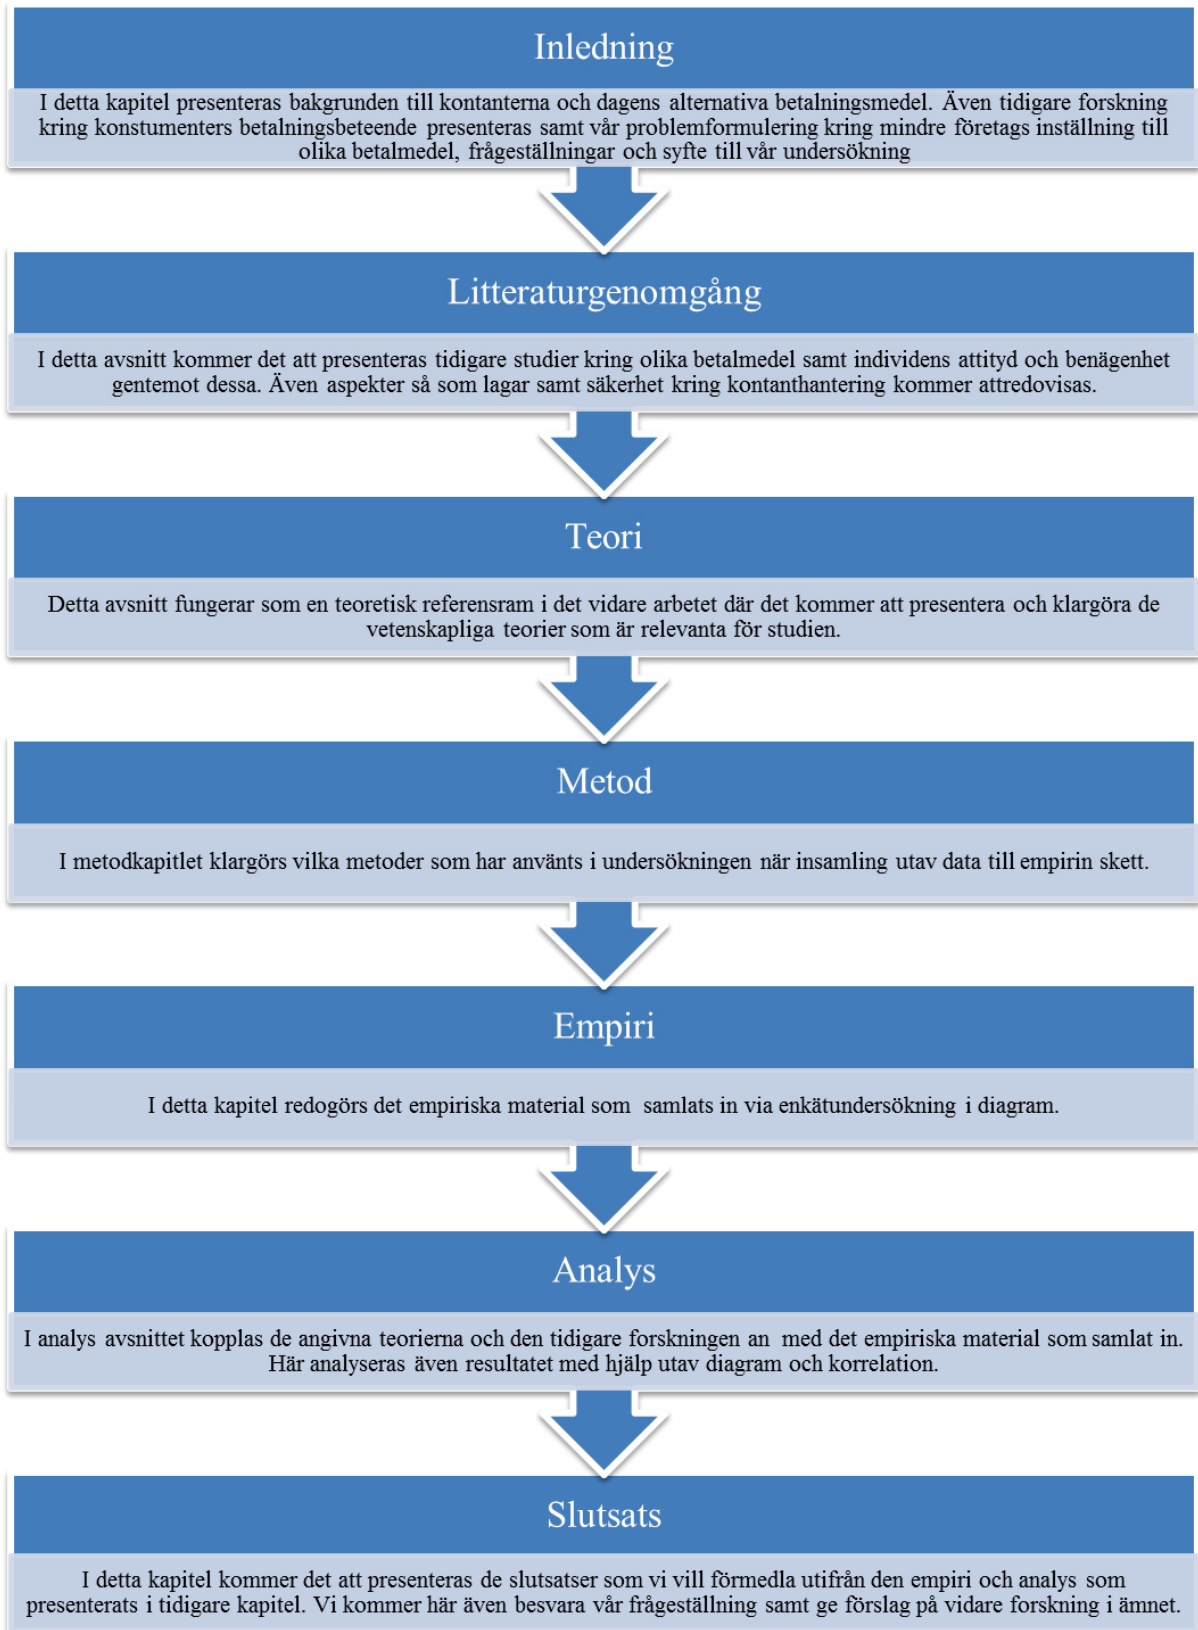 Inledning
I detta kapitel presenteras bakgrunden till kontanterna och dagens alternativa betalningsmedel. Även tidigare forskning
kring konstumenters betalningsbeteende presenteras samt vår problemformulering kring mindre företags inställning till
olika betalmedel, frågeställningar och syfte till vår undersökning
Litteraturgenomgång
I detta avsnitt kommer det att presenteras tidigare studier kring olika betalmedel samt individens attityd och benägenhet
gentemot dessa. Även aspekter så som lagar samt säkerhet kring kontanthantering kommer attredovisas.
Teori
Detta avsnitt fungerar som en teoretisk referensram i det vidare arbetet där det kommer att presentera och klargöra de
vetenskapliga teorier som är relevanta för studien.
Metod
I metodkapitlet klargörs vilka metoder som har använts i undersökningen när insamling utav data till empirin skett.
Empiri
I detta kapitel redogörs det empiriska material som samlats in via enkätundersökning i diagram.
Analys
I analys avsnittet kopplas de angivna teorierna och den tidigare forskningen an med det empiriska material som samlat in.
Här analyseras även resultatet med hjälp utav diagram och korrelation.
Slutsats
I detta kapitel kommer det att presenteras de slutsatser som vi vill förmedla utifrån den empiri och analys som
presenterats i tidigare kapitel. Vi kommer här även besvara vår frågeställning samt ge förslag på vidare forskning i ämnet.